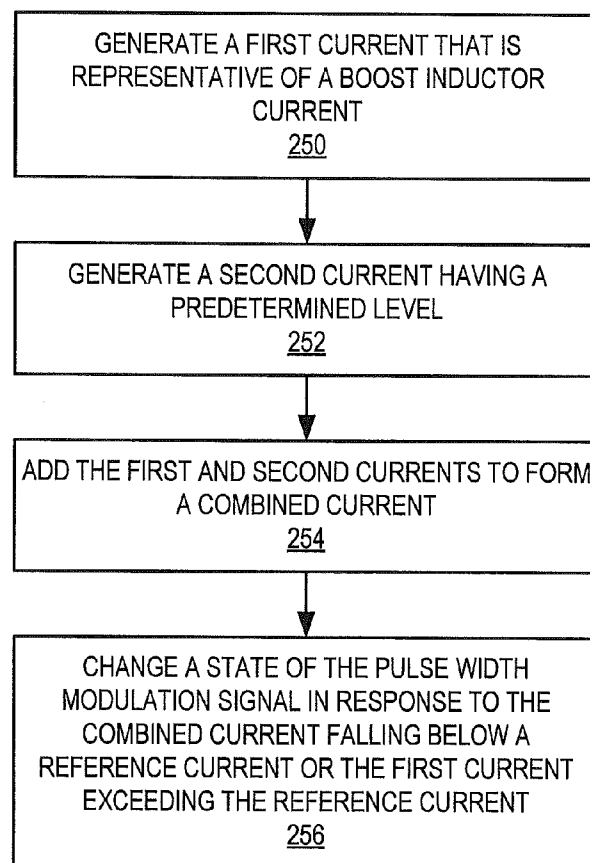 GENERATE A FIRST CURRENT THAT IS
REPRESENTATIVE OF A BOOST INDUCTOR
CURRENT
250
GENERATE A SECOND CURRENT HAVING A
PREDETERMINED LEVEL
252
ADD THE FIRST AND SECOND CURRENTS TO FORM
A COMBINED CURRENT
254
CHANGE A STATE OF THE PULSE WIDTH
MODULATION SIGNAL IN RESPONSE TO THE
COMBINED CURRENT FALLING BELOW A
REFERENCE CURRENT OR THE FIRST CURRENT
EXCEEDING THE REFERENCE CURRENT
256